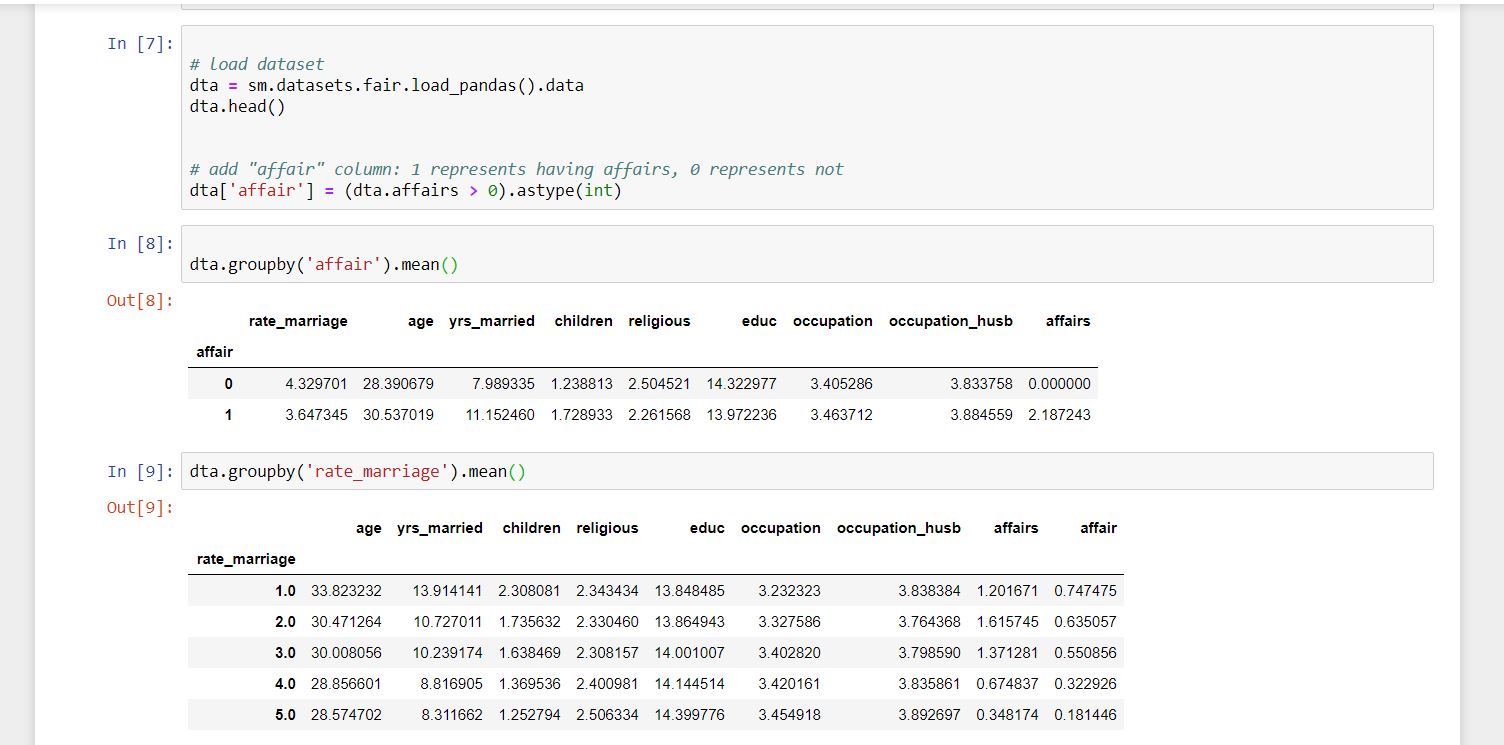 In [7]:
# load dataset
dta = sm.datasets.fair.load_pandas().data
dta.head()
# add "affair" column: 1 represents having affairs, 0 represents not
dta['affair'] = (dta.affairs > 0).astype(int)
In [8]:
dta.groupby('affair').mean()
Out[8]:
rate_marriage age yrs_married children religious educ occupation occupation_husb affairs
affair
0 4.329701 28.390679 7.989335 1.238813 2.504521 14.322977 3.405286 3.833758 0.000000
1 3.647345 30.537019 11.152460 1.728933 2.261568 13.972236 3.463712 3.884559 2.187243
In [9]: dta.groupby('rate_marriage').mean()
Out[9]:
age yrs_married children religious educ occupation occupation_husb affairs affair
rate_marriage
1.0 33.823232 13.914141 2.308081 2.343434 13.848485 3.232323 3.838384 1.201671 0.747475
2.0 30.471264 10.727011 1.735632 2.330460 13.864943 3.327586 3.764368 1.615745 0.635057
3.0 30.008056 10.239174 1.638469 2.308157 14.001007 3.402820 3.798590 1.371281 0.550856
4.0 28.856601 8.816905 1.369536 2.400981 14.144514 3.420161 3.835861 0.674837 0.322926
5.0 28.574702 8.311662 1.252794 2.506334 14.399776 3.454918 3.892697 0.348174 0.181446